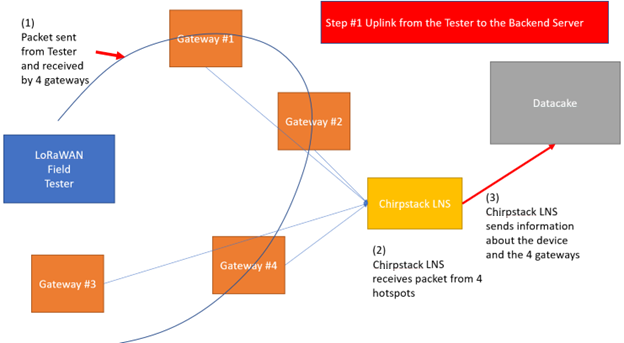 (1)
Packet sent
from Tester
and received
by 4 gateways
Gateway #1
Step #1 Uplink from the Tester to the Backend Server
Gateway #2
Datacake
LoRaWAN
Field
Tester
Chirpstack LNS
(3)
Chirpstack LNS
sends information
about the device
and the 4 gateways
(2)
Chirpstack LNS
receives packet from 4
hotspots
Gateway #4
Gateway #3